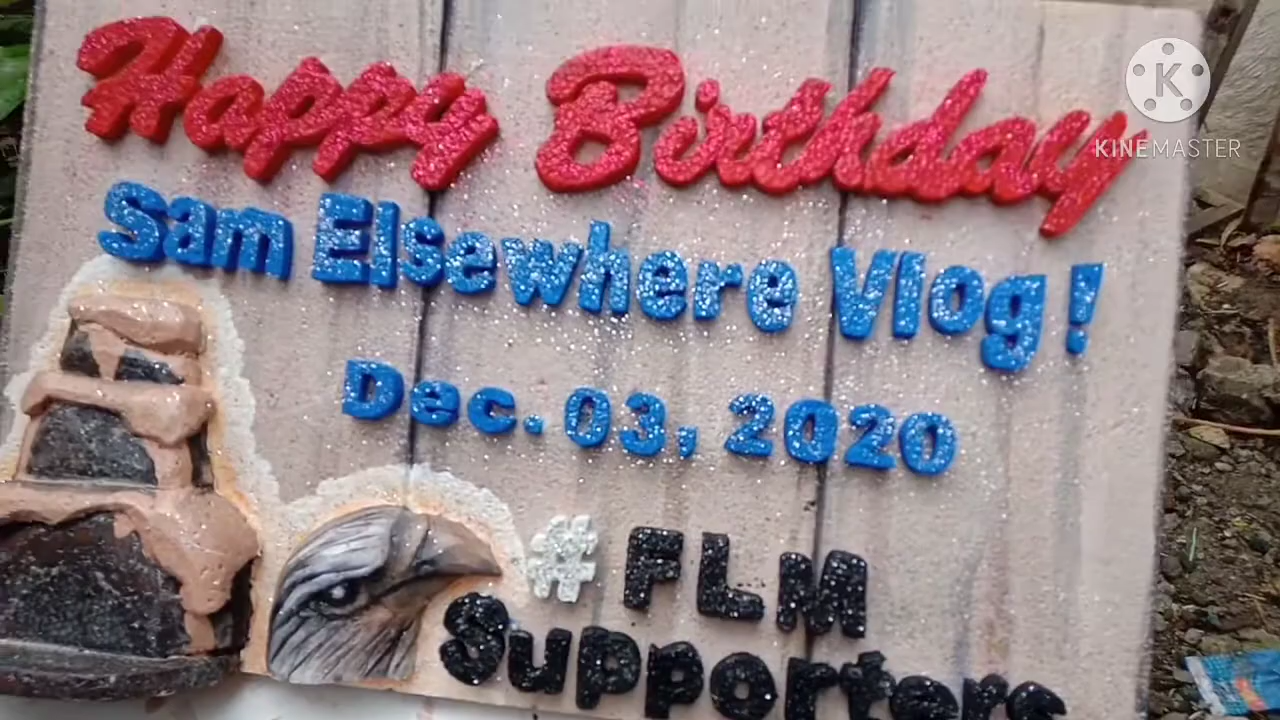 Happy Birthday
Sam Elsewhere Vlog!
Dec. 03, 2020
# FLM
Supporters
K
KINEMASTER